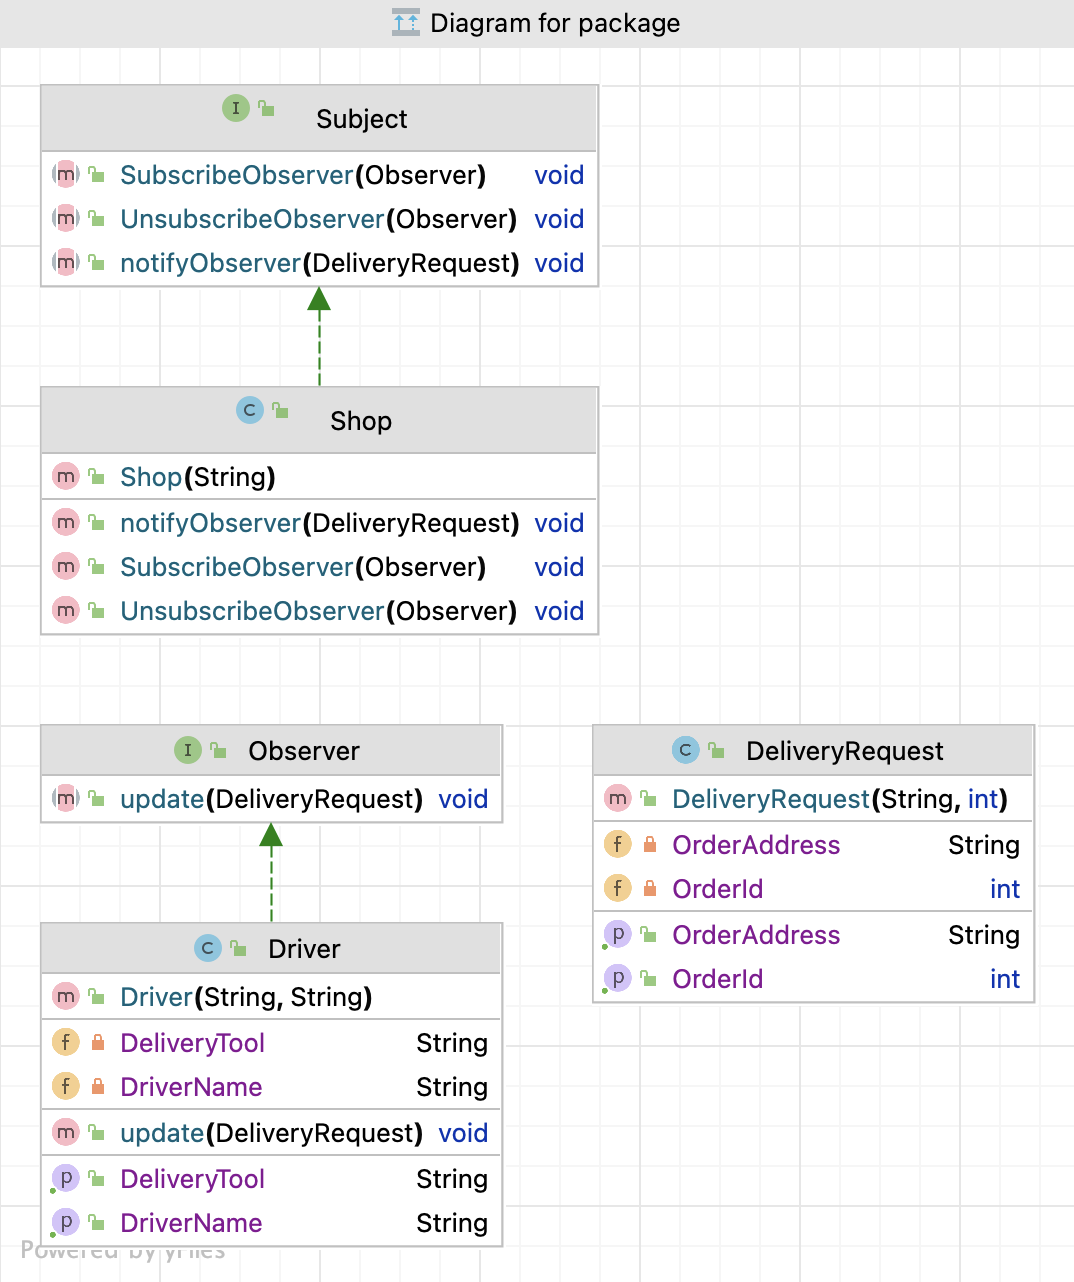 Diagram for package
I Subject
m SubscribeObserver(Observer) void
m UnsubscribeObserver(Observer) void
m notifyObserver(DeliveryRequest) void
C Shop
m Shop(String)
m notifyObserver(DeliveryRequest) void
m SubscribeObserver(Observer) void
m UnsubscribeObserver(Observer) void
I Observer
m update(DeliveryRequest) void
C Driver
m Driver(String, String)
f DeliveryTool String
f DriverName String
m update(DeliveryRequest) void
p DeliveryTool String
p DriverName String
C DeliveryRequest
m DeliveryRequest(String, int)
f OrderAddress String
f OrderId int
p OrderAddress String
p OrderId int
Powered by yFiles